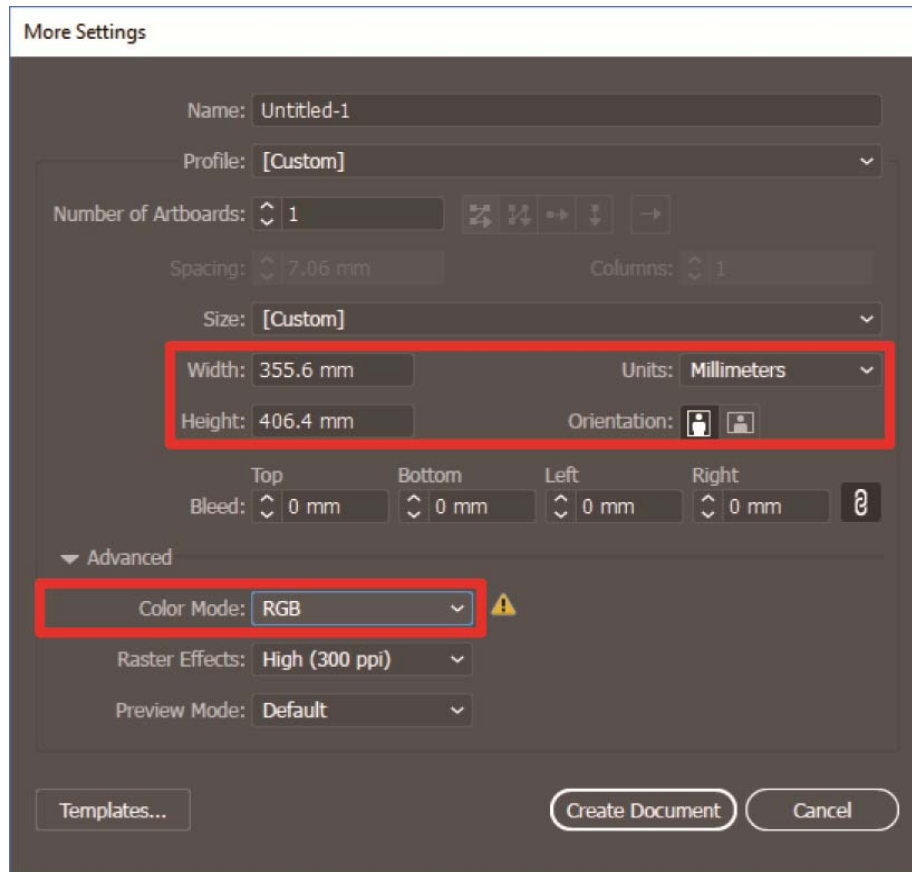 More Settings
Name: Untitled-1
Profile: [Custom]
Number of Artboards: 1
Spacing: 7.06 mm Columns: 1
Size: [Custom]
Width: 355.6 mm Units: Millimeters
Height: 406.4 mm Orientation:
Top Bottom Left Right
Bleed: 0 mm 0 mm 0 mm 0 mm
Advanced
Color Mode: RGB
Raster Effects: High (300 ppi)
Preview Mode: Default
Templates... Create Document Cancel